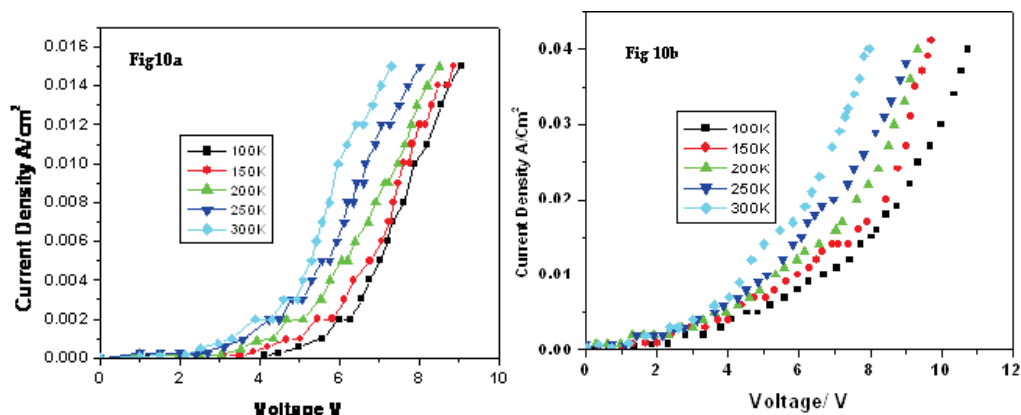 Fig10a
Current Density A/cm²
0.016
0.014
0.012
0.010
0.008
0.006
0.004
0.002
0.000
100K
150K
200K
250K
300K
0 2 4 6 8 10
Voltage V
Fig 10b
Current Density A/Cm²
0.04
0.03
0.02
0.01
0.00
100K
150K
200K
250K
300K
0 2 4 6 8 10 12
Voltage/ V